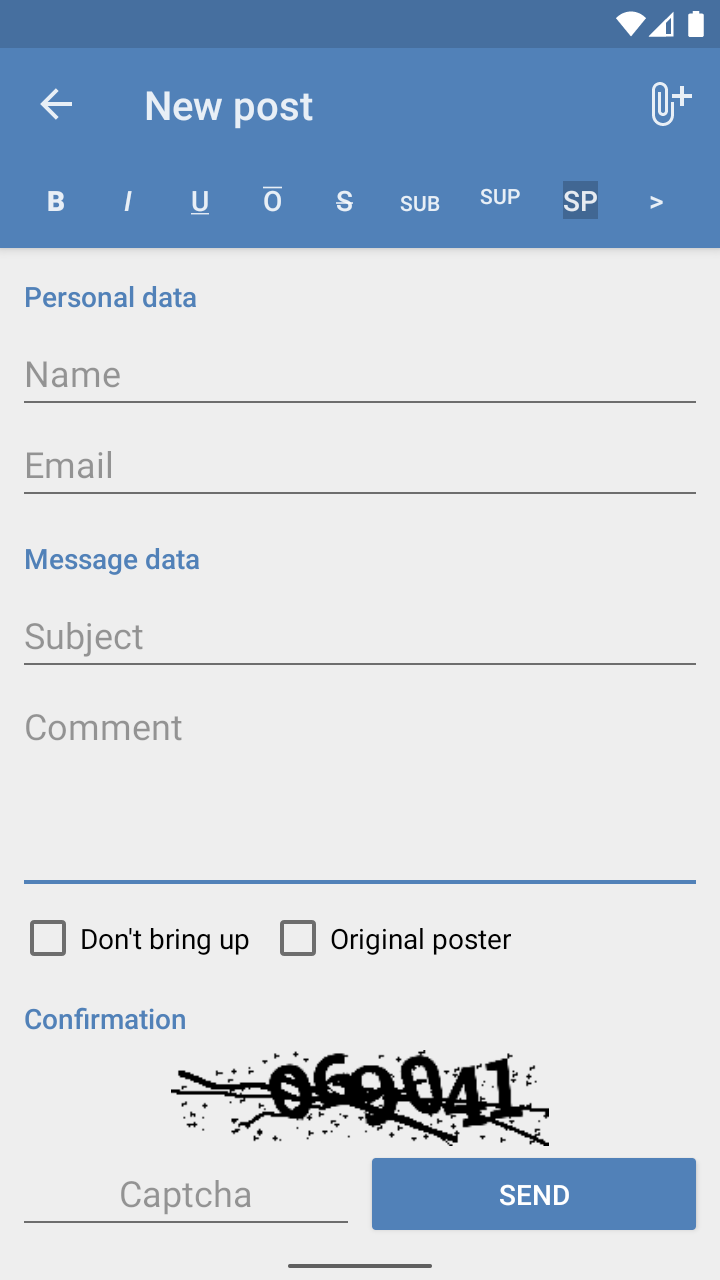 New post
B I U O S SUB SUP SP >
Personal data
Name
Email
Message data
Subject
Comment
Don't bring up Original poster
Confirmation
069041
Captcha SEND